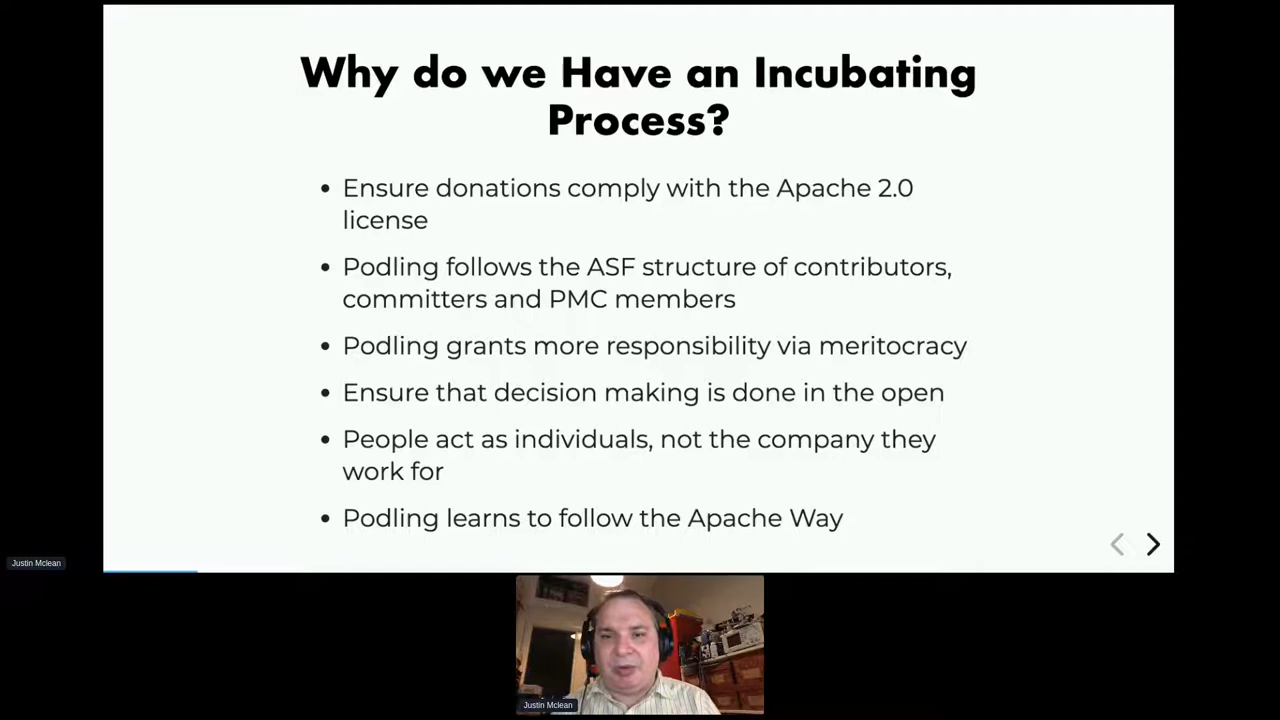 Why do we Have an Incubating
Process?
• Ensure donations comply with the Apache 2.0
license
• Podling follows the ASF structure of contributors,
committers and PMC members
• Podling grants more responsibility via meritocracy
• Ensure that decision making is done in the open
• People act as individuals, not the company they
work for
• Podling learns to follow the Apache Way
Justin Mclean
Justin Mclean